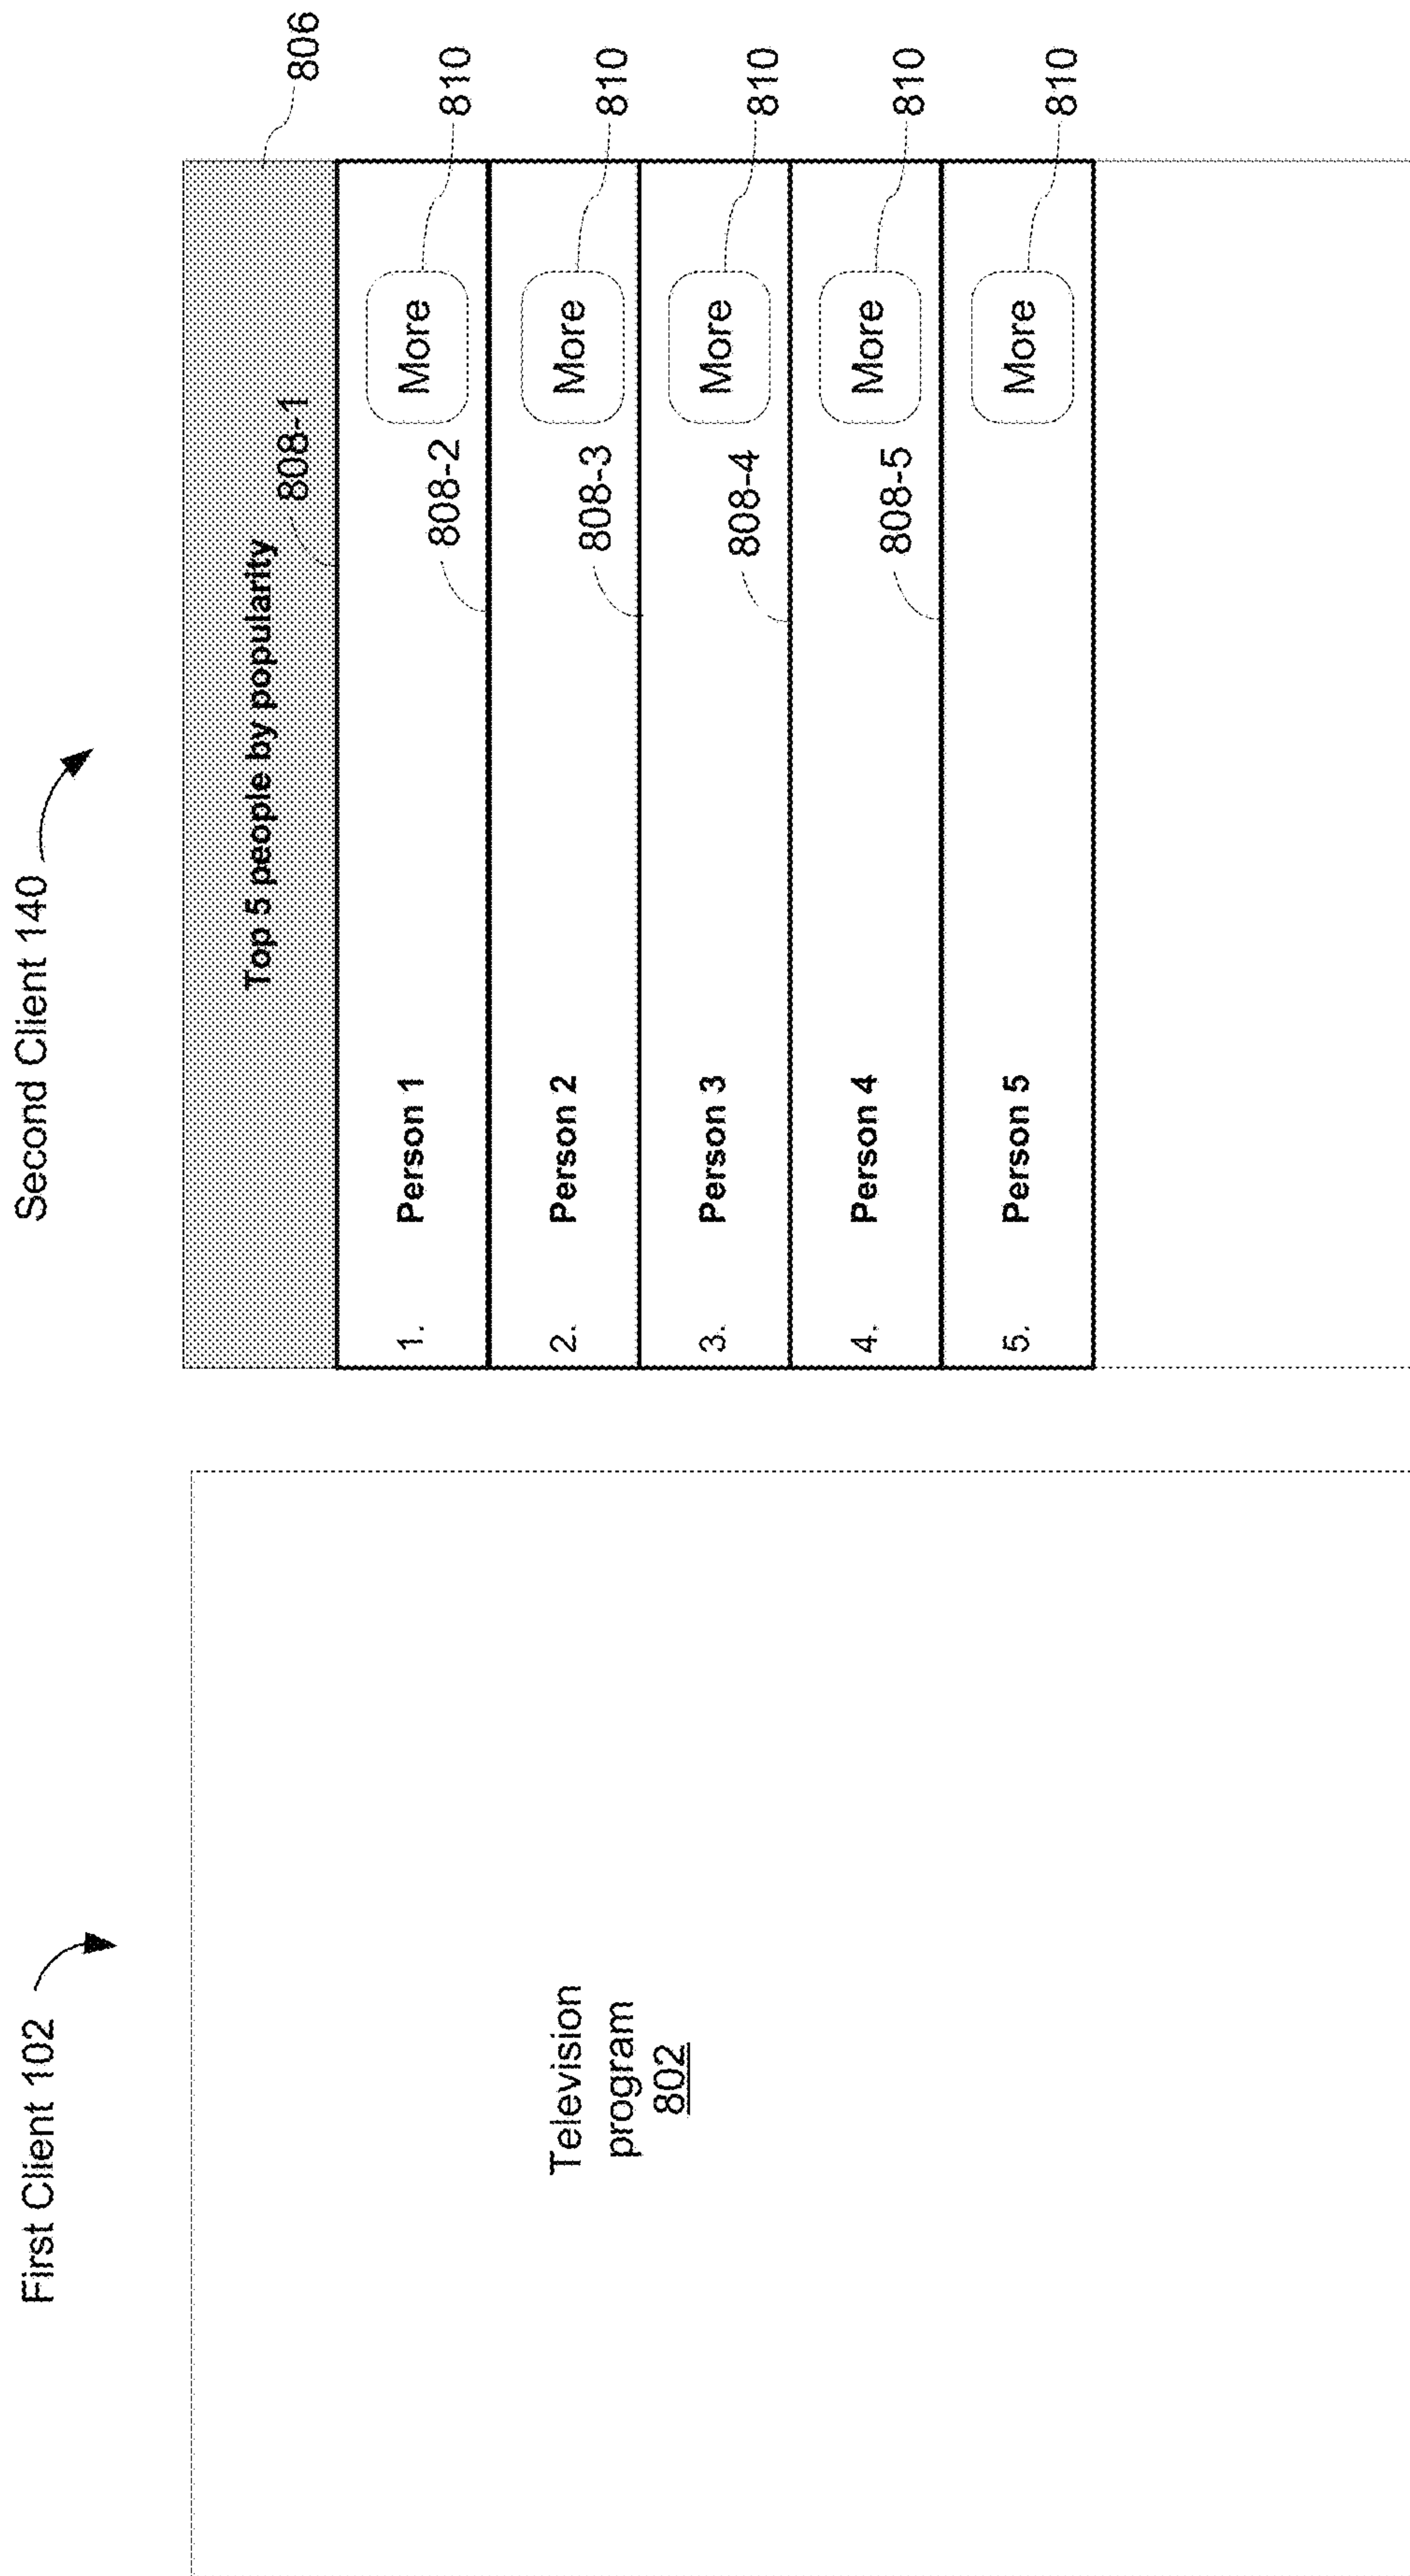 First Client 102
Second Client 140
Television
program
802
Top 5 people by popularity
806
808-1
1. Person 1 More
810
808-2
2. Person 2 More
810
808-3
3. Person 3 More
810
808-4
4. Person 4 More
810
808-5
5. Person 5 More
810